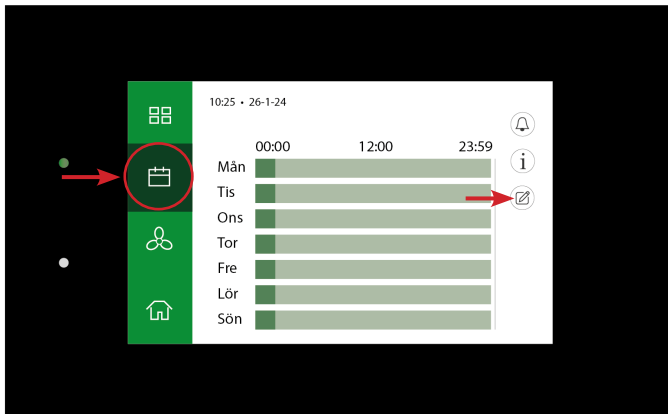 10:25 • 26-1-24
00:00 12:00 23:59
Mån
Tis
Ons
Tor
Fre
Lör
Sön
i